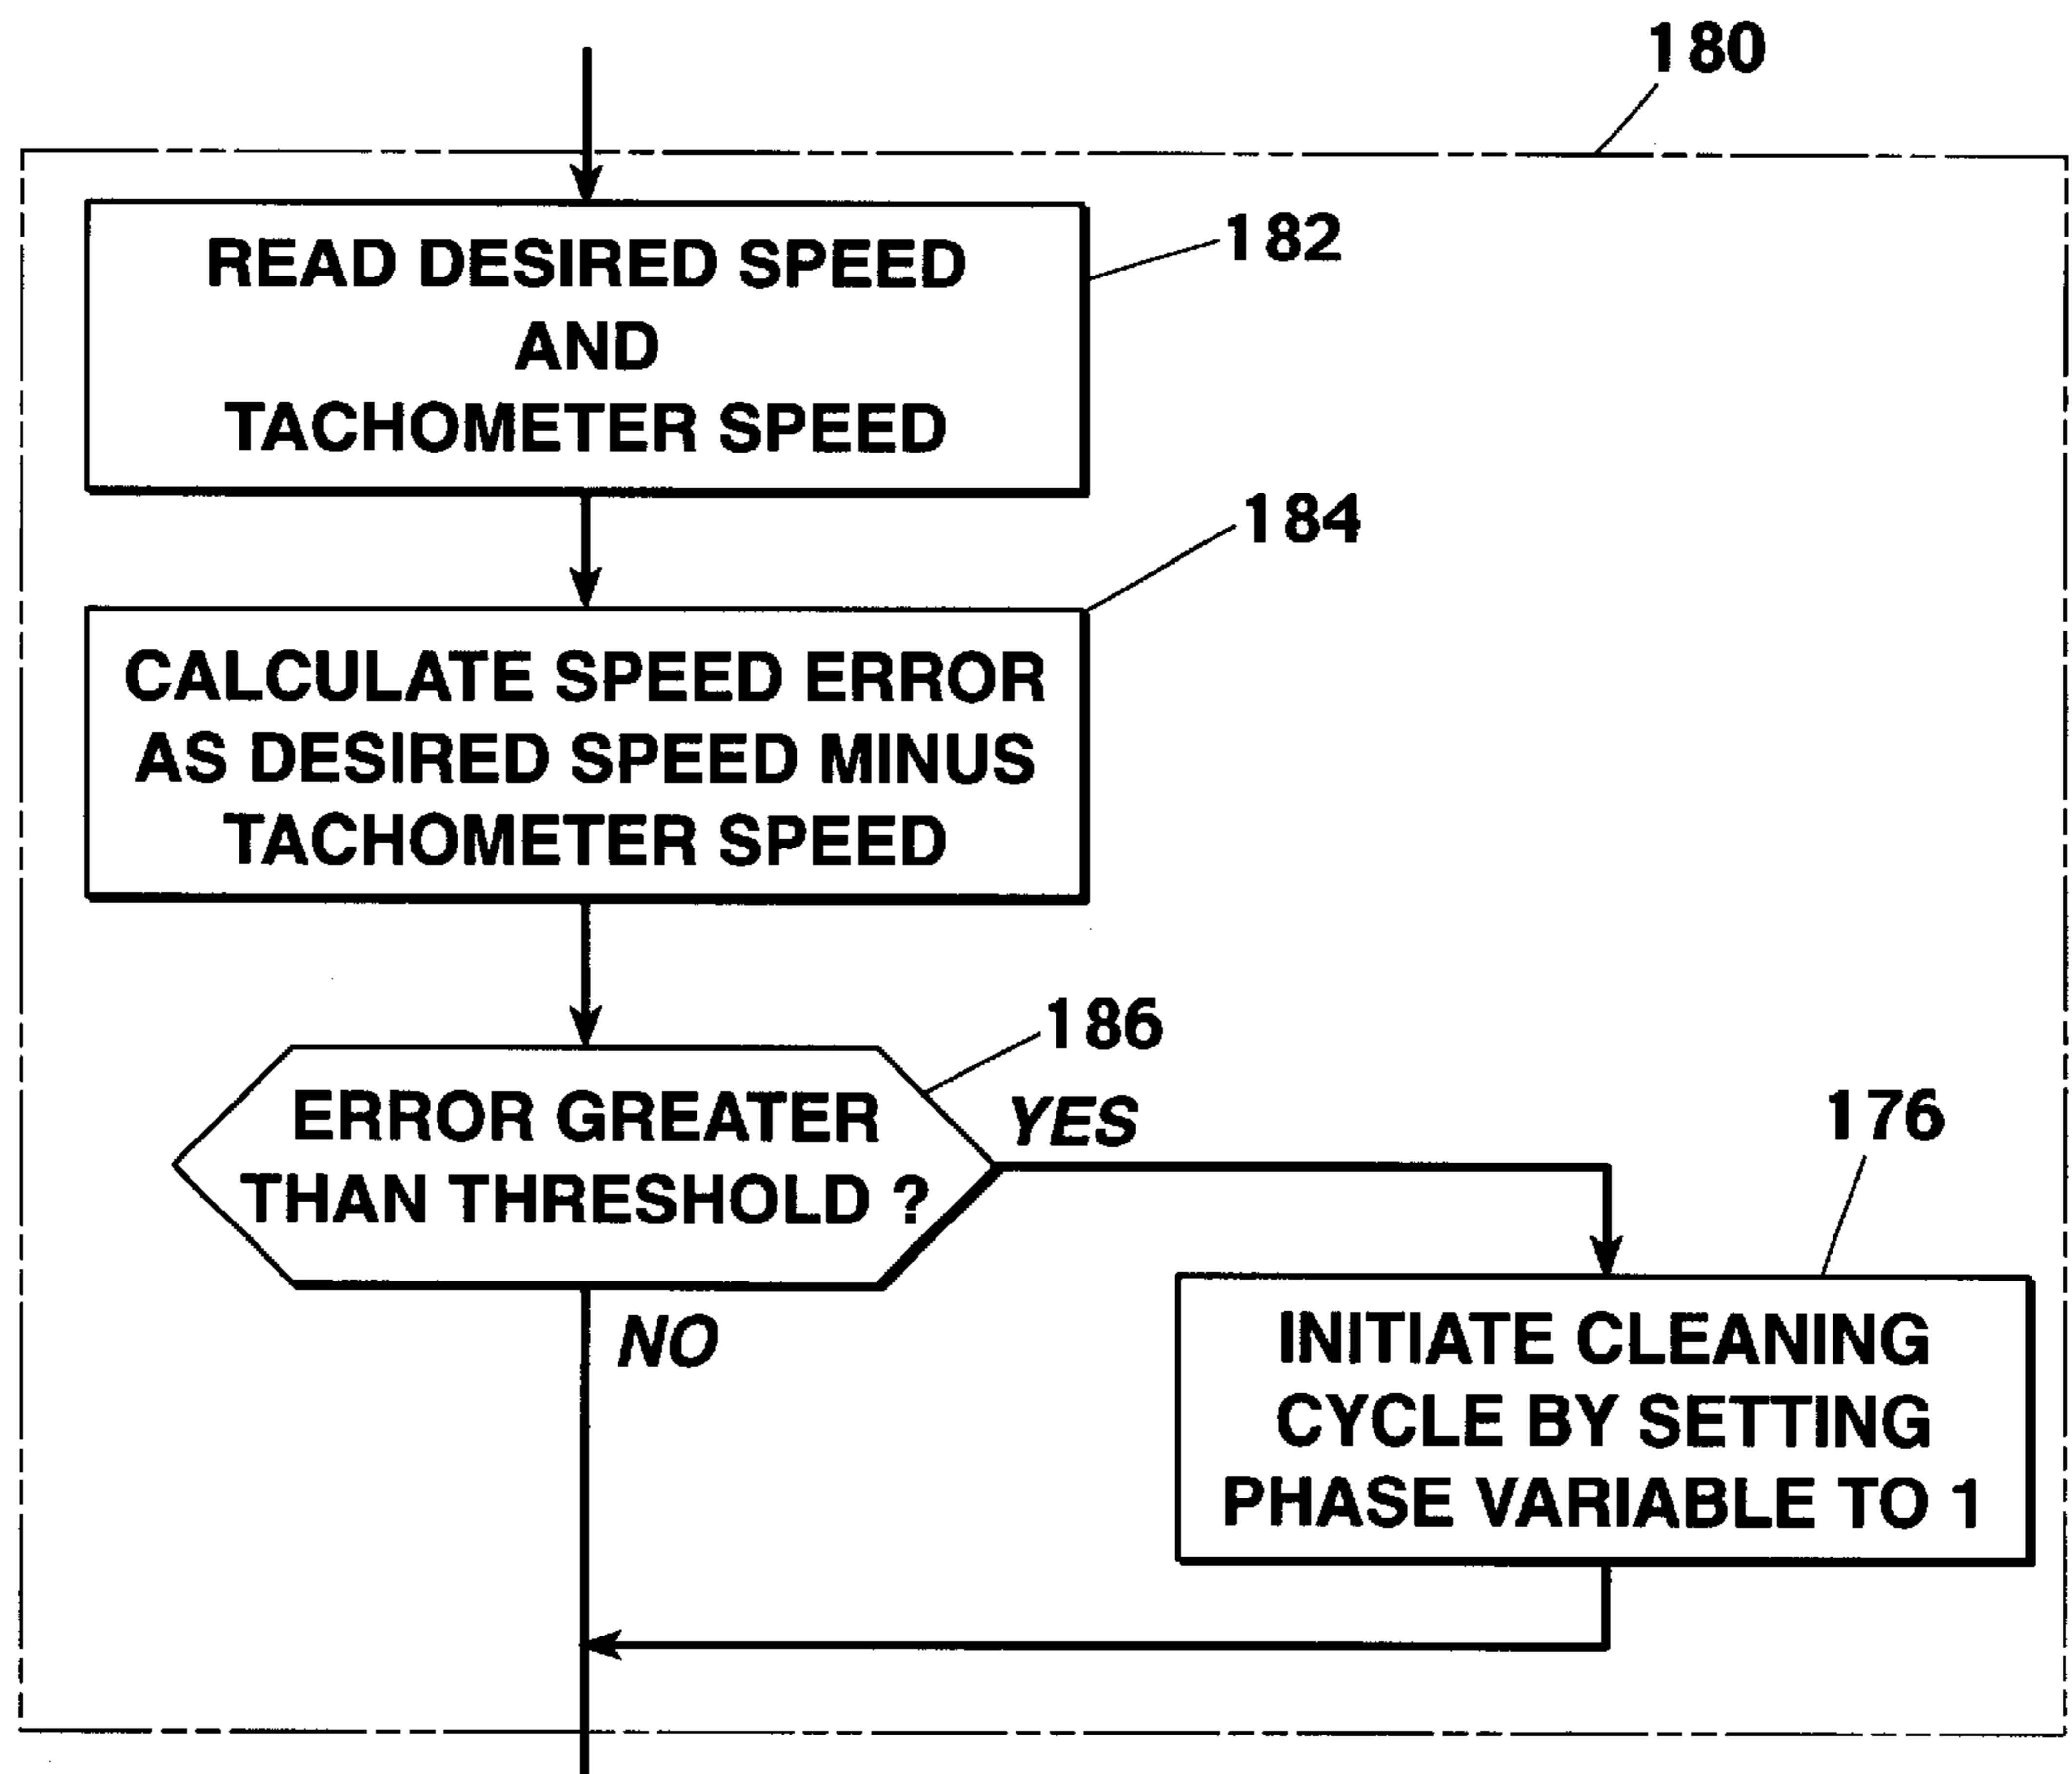 180
READ DESIRED SPEED
AND
TACHOMETER SPEED
182
184
CALCULATE SPEED ERROR
AS DESIRED SPEED MINUS
TACHOMETER SPEED
186
ERROR GREATER
THAN THRESHOLD ?
YES
NO
176
INITIATE CLEANING
CYCLE BY SETTING
PHASE VARIABLE TO 1